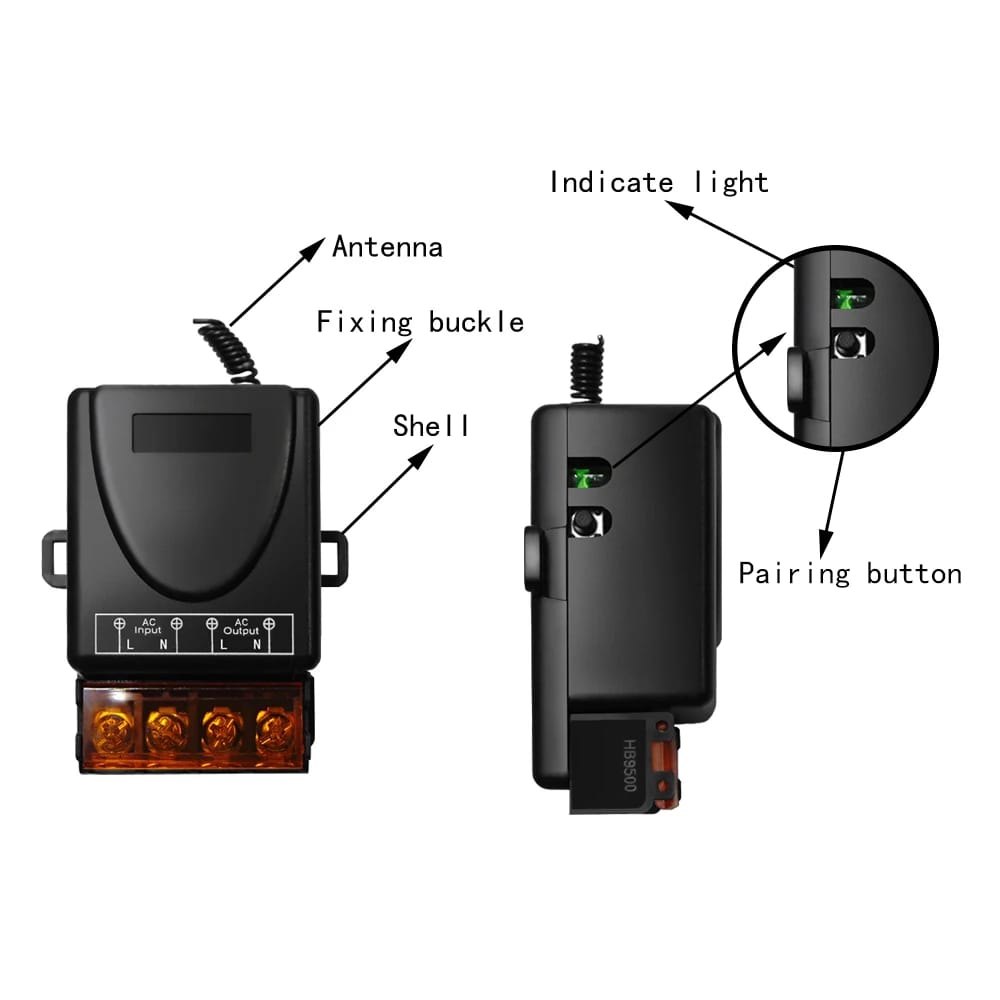 Indicate light
Antenna
Fixing buckle
Shell
Pairing button
AC Input
L N
AC Output
L N
HB9500